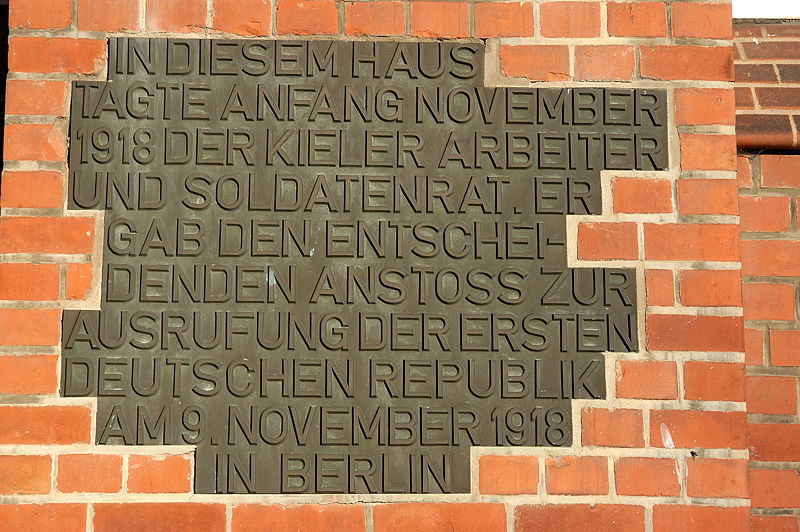 IN DIESEM HAUS
TAGTE ANFANG NOVEMBER
1918 DER KIELER ARBEITER
UND SOLDATENRAT. ER
GAB DEN ENTSCHEI-
DENDEN ANSTOSS ZUR
AUSRUFUNG DER ERSTEN
DEUTSCHEN REPUBLIK
AM 9. NOVEMBER 1918
IN BERLIN